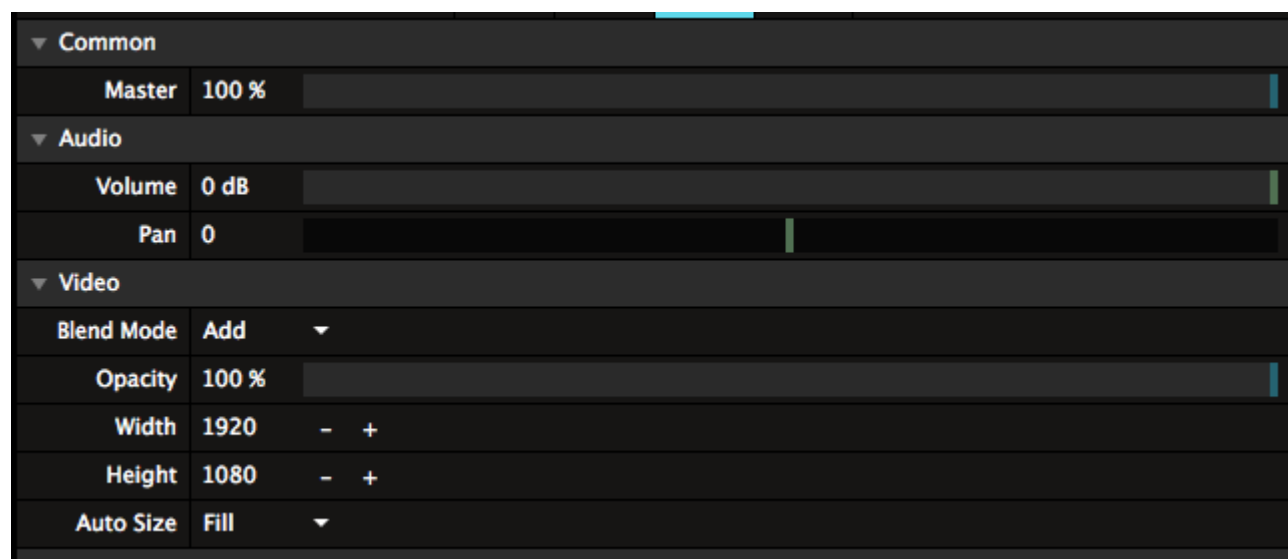 Common
Master 100 %
Audio
Volume 0 dB
Pan 0
Video
Blend Mode Add
Opacity 100 %
Width 1920 - +
Height 1080 - +
Auto Size Fill